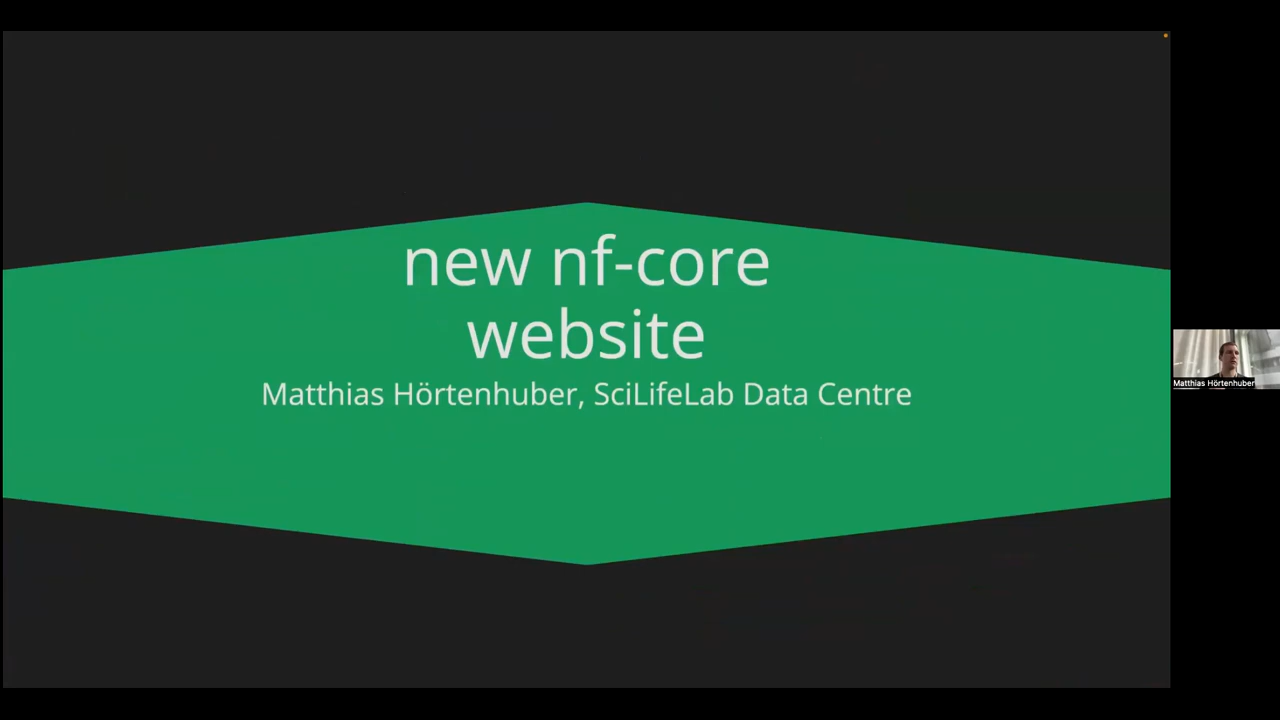 new nf-core
website
Matthias Hörtenhuber, SciLifeLab Data Centre
Matthias Hörtenhuber